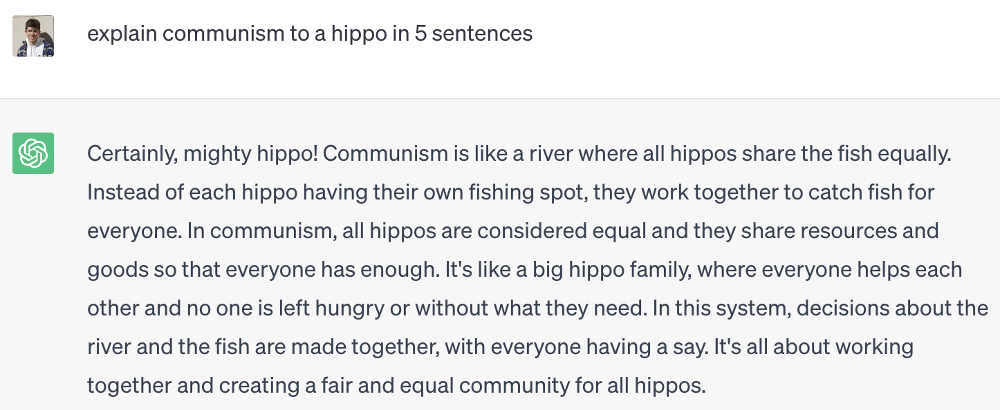 explain communism to a hippo in 5 sentences
Certainly, mighty hippo! Communism is like a river where all hippos share the fish equally.
Instead of each hippo having their own fishing spot, they work together to catch fish for
everyone. In communism, all hippos are considered equal and they share resources and
goods so that everyone has enough. It's like a big hippo family, where everyone helps each
other and no one is left hungry or without what they need. In this system, decisions about the
river and the fish are made together, with everyone having a say. It's all about working
together and creating a fair and equal community for all hippos.